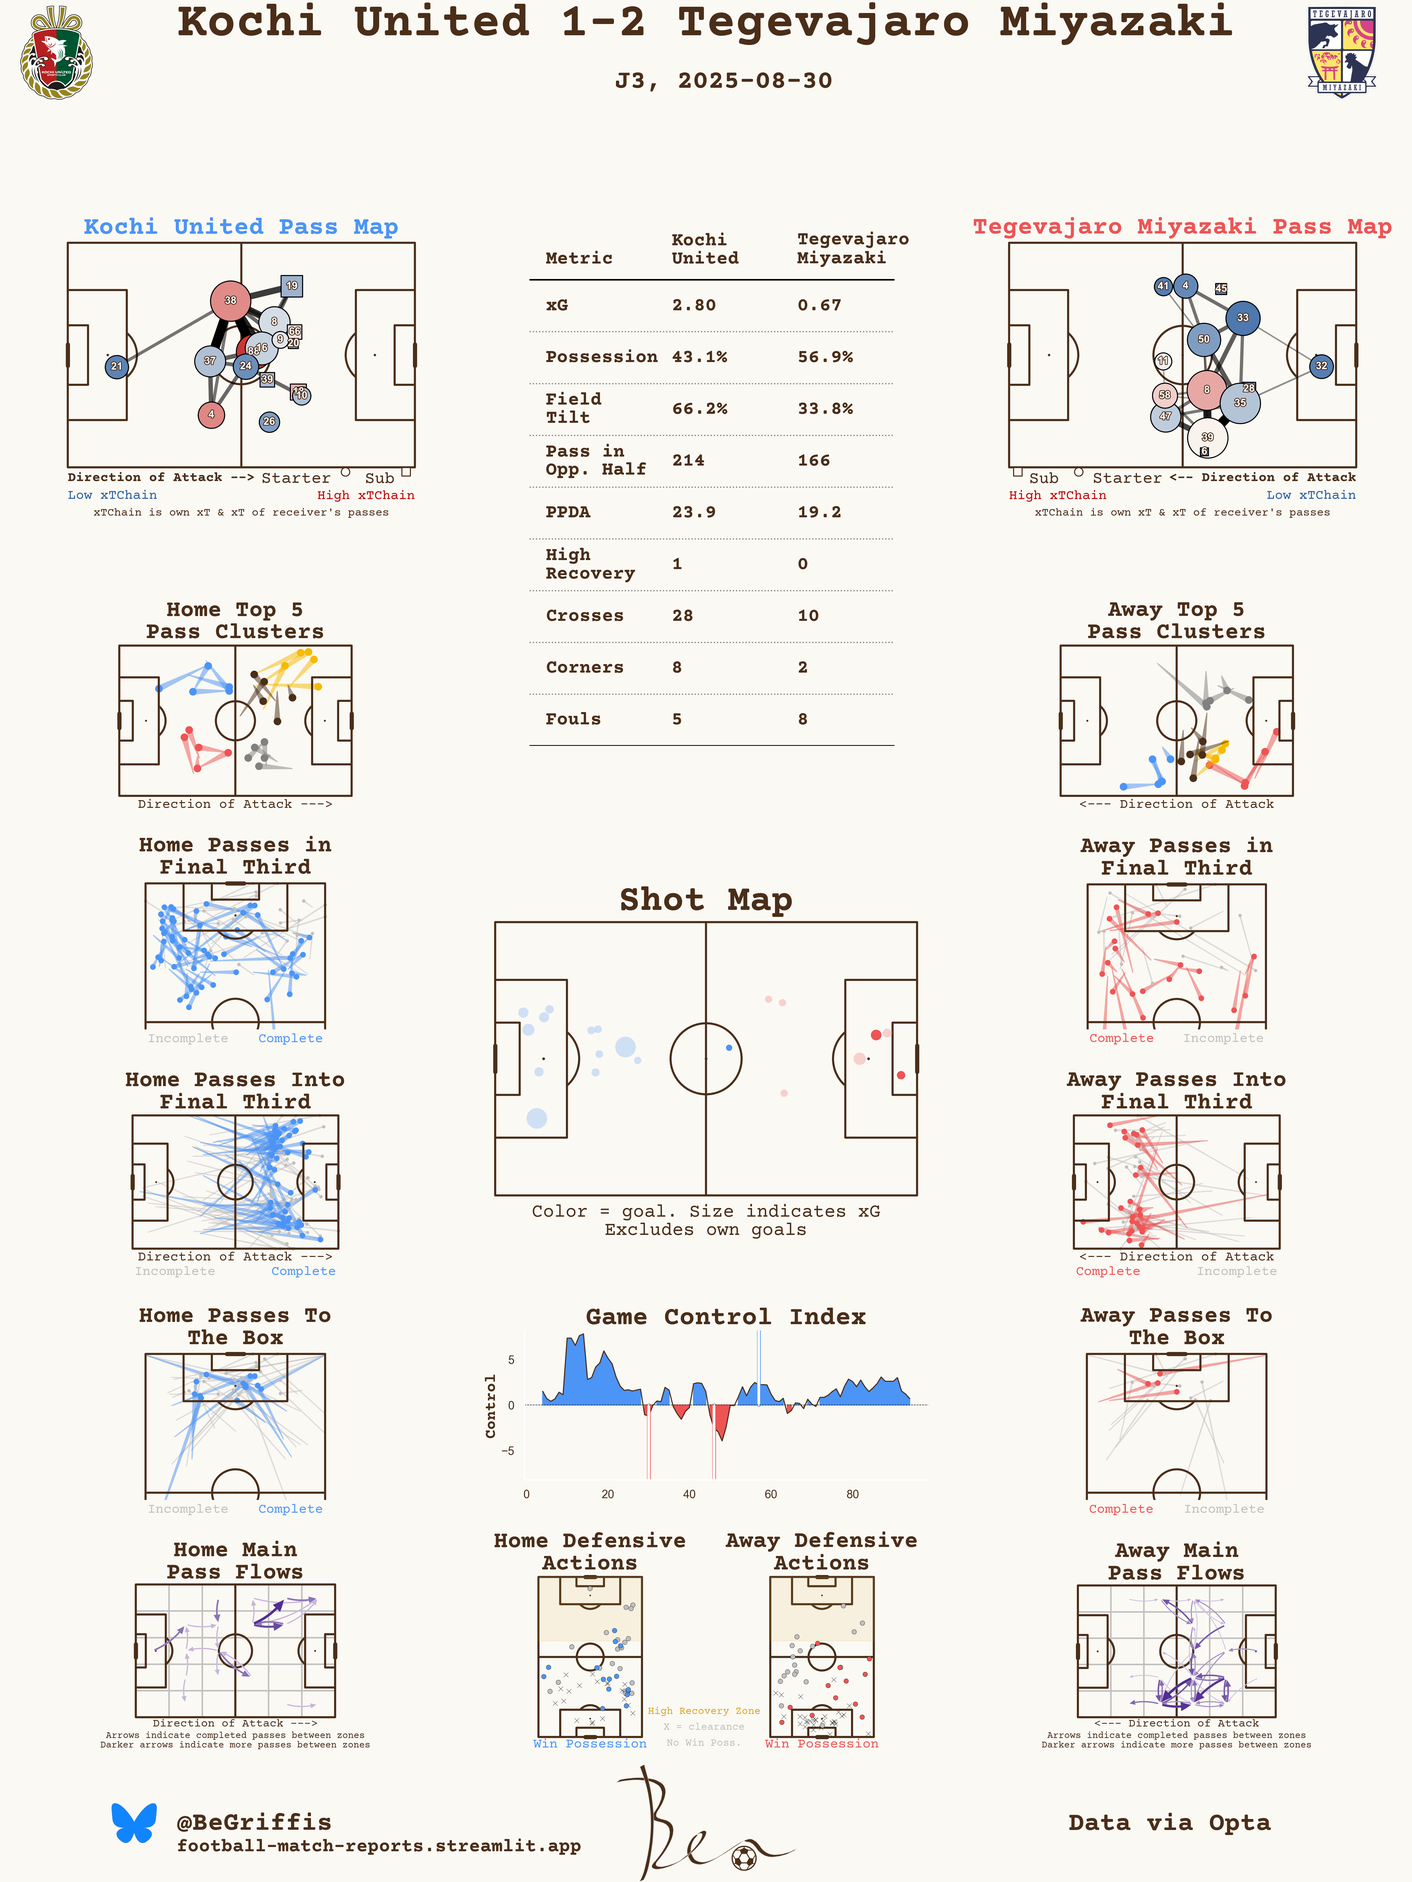 Kochi United 1-2 Tegevajaro Miyazaki
J3, 2025-08-30
KOCHI UNITED
TEGEVAJARO
MIYAZAKI
Kochi United Pass Map
38
19
8
66
9
20
16
37
24
21
39
10
4
26
Direction of Attack --> Starter Sub
Low xTChain High xTChain
xTChain is own xT & xT of receiver's passes
Metric Kochi United Tegevajaro Miyazaki
xG 2.80 0.67
Possession 43.1% 56.9%
Field Tilt 66.2% 33.8%
Pass in Opp. Half 214 166
PPDA 23.9 19.2
High Recovery 1 0
Crosses 28 10
Corners 8 2
Fouls 5 8
Tegevajaro Miyazaki Pass Map
41
4
45
33
50
11
32
58
8
28
35
47
39
6
Sub Starter <-- Direction of Attack
High xTChain Low xTChain
xTChain is own xT & xT of receiver's passes
Home Top 5
Pass Clusters
Direction of Attack --->
Away Top 5
Pass Clusters
<--- Direction of Attack
Home Passes in
Final Third
Incomplete Complete
Away Passes in
Final Third
Complete Incomplete
Shot Map
Color = goal. Size indicates xG
Excludes own goals
Home Passes Into
Final Third
Direction of Attack --->
Incomplete Complete
Away Passes Into
Final Third
<--- Direction of Attack
Complete Incomplete
Home Passes To
The Box
Incomplete Complete
Game Control Index
Control
5
0
−5
0 20 40 60 80
Away Passes To
The Box
Complete Incomplete
Home Main
Pass Flows
Direction of Attack --->
Arrows indicate completed passes between zones
Darker arrows indicate more passes between zones
Home Defensive
Actions
Win Possession
High Recovery Zone
X = clearance
No Win Poss.
Away Defensive
Actions
Win Possession
Away Main
Pass Flows
<--- Direction of Attack
Arrows indicate completed passes between zones
Darker arrows indicate more passes between zones
@BeGriffis
football-match-reports.streamlit.app
Ben
Data via Opta